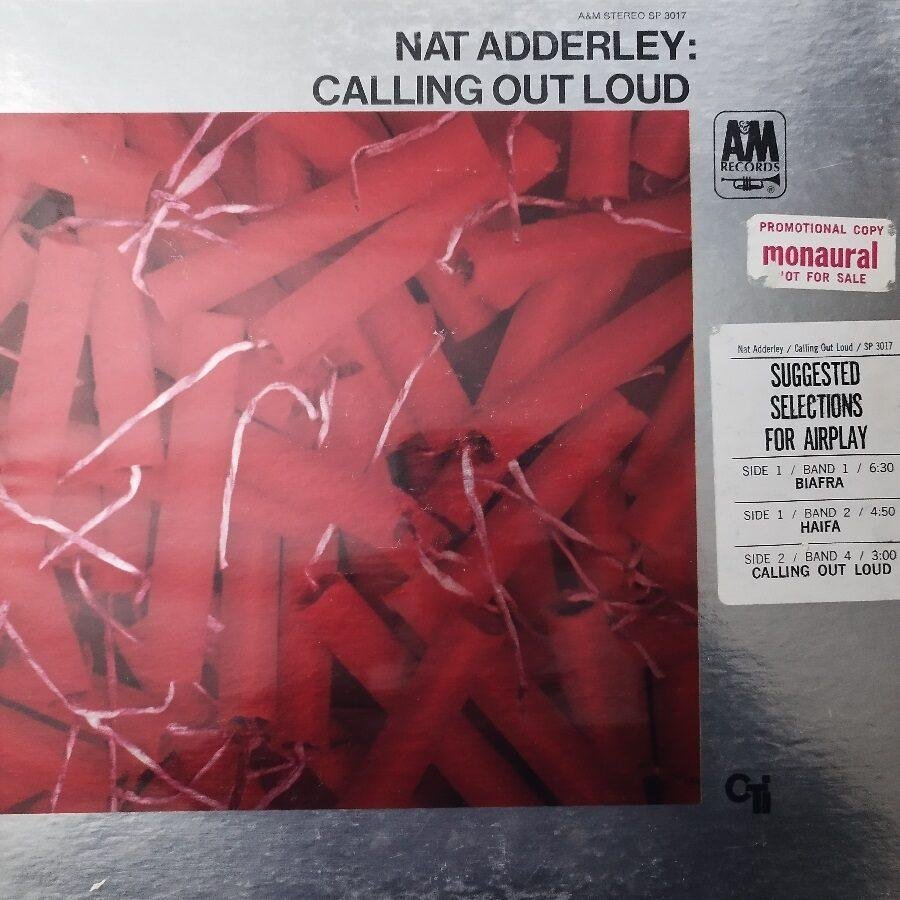 A&M STEREO SP 3017
NAT ADDERLEY:
CALLING OUT LOUD
A&M
RECORDS
®
PROMOTIONAL COPY
monaural
OT FOR SALE
Nat Adderley / Calling Out Loud / SP 3017
SUGGESTED
SELECTIONS
FOR AIRPLAY
SIDE 1 / BAND 1 / 6:30
BIAFRA
SIDE 1 / BAND 2 / 4:50
HAIFA
SIDE 2 / BAND 4 / 3:00
CALLING OUT LOUD
CTi